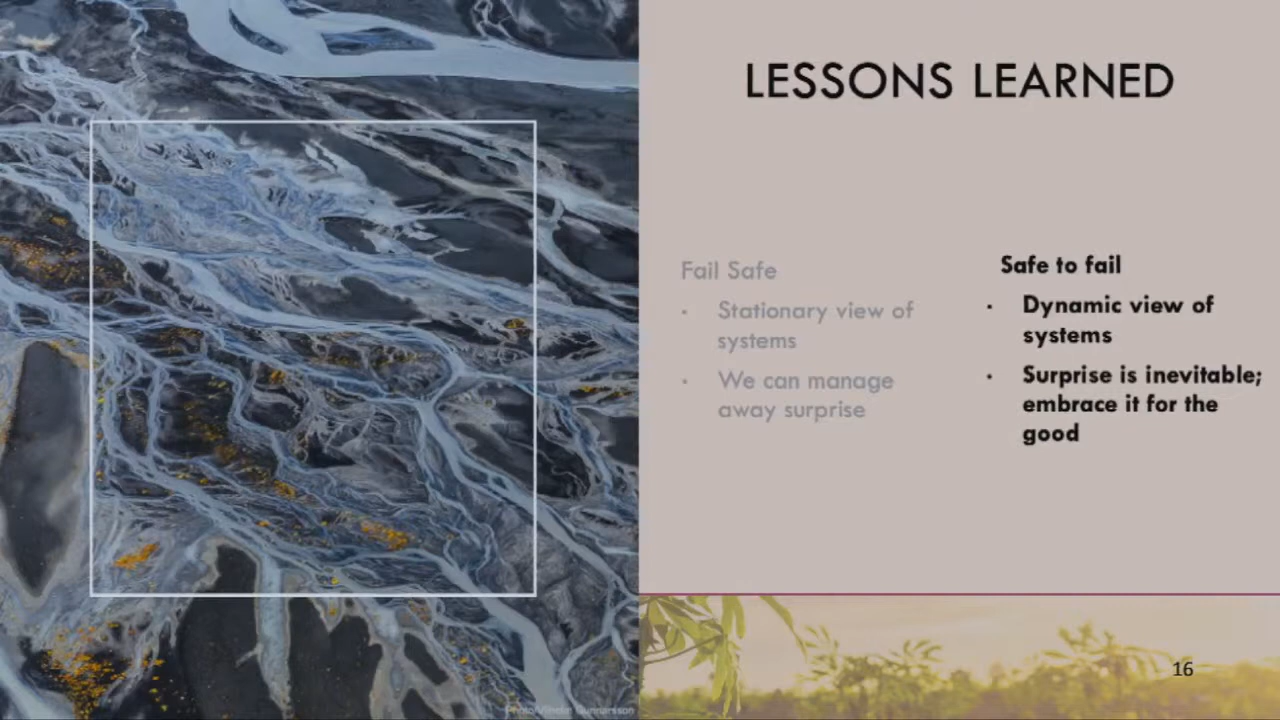 LESSONS LEARNED
Fail Safe
• Stationary view of
systems
• We can manage
away surprise
Safe to fail
• Dynamic view of
systems
• Surprise is inevitable;
embrace it for the
good
16